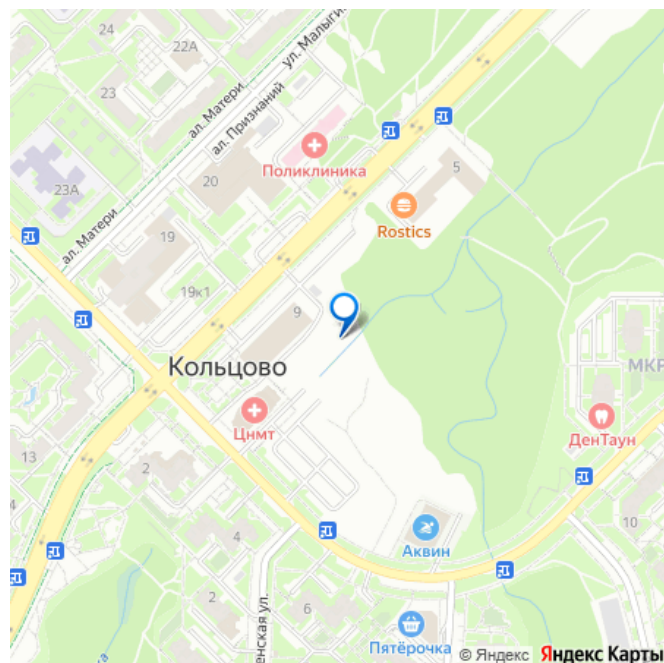 24
22А
ул. Малыги
23
ал. Матери
ал. Признаний
Поликлиника
5
20
23А
Rostics
ал. Матери
19
19к1
9
Кольцово
МКР
Цнмт
ДенТаун
13
2
4
4
10
Аквин
2
6
енская ул.
Пятёрочка
© Яндекс Яндекс Карты